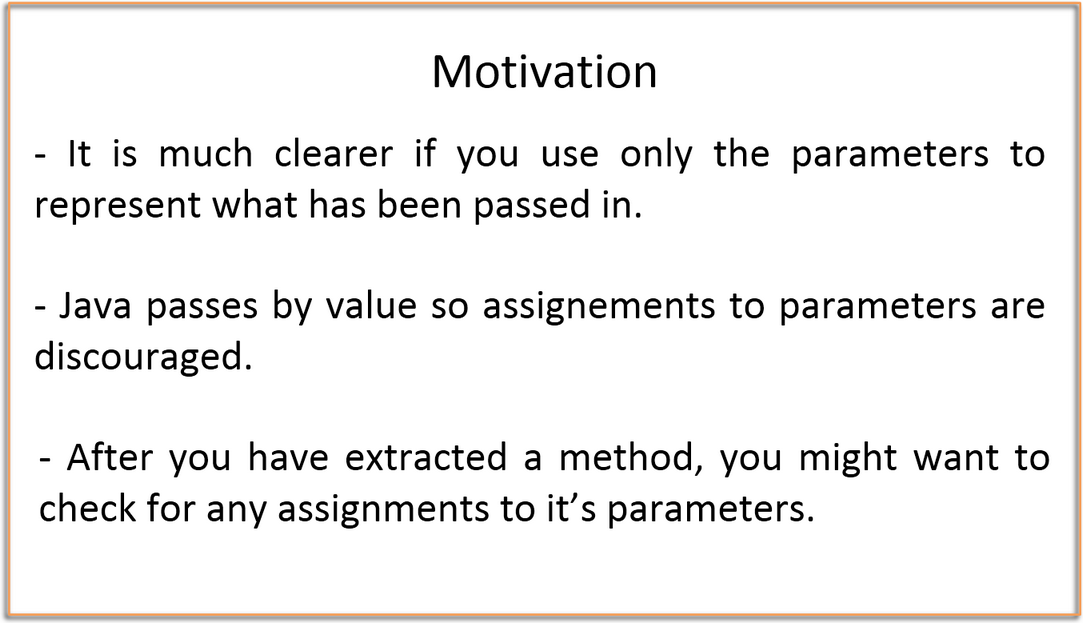 Motivation
- It is much clearer if you use only the parameters to
represent what has been passed in.
- Java passes by value so assignements to parameters are
discouraged.
- After you have extracted a method, you might want to
check for any assignments to it’s parameters.